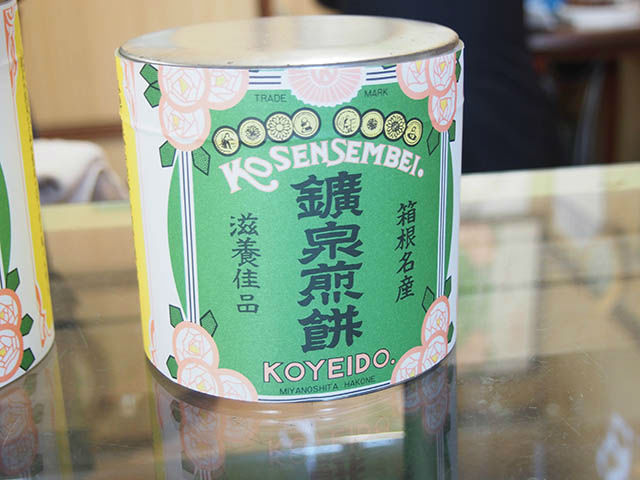 TRADE MARK
KOSENSEMBEI.
箱根名産
鑛泉煎餅
滋養佳品
KOYEIDO.
MIYANOSHITA HAKONE